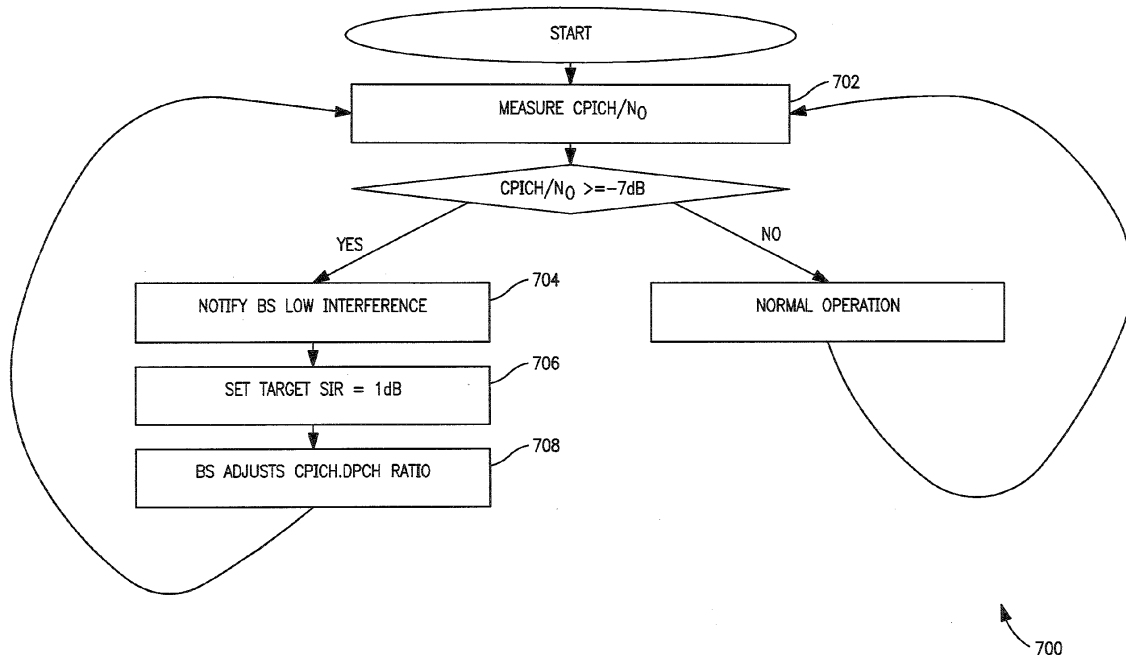 START
702
MEASURE CPICH/N0
CPICH/N0 >=-7dB
YES
NO
704
NOTIFY BS LOW INTERFERENCE
NORMAL OPERATION
706
SET TARGET SIR = 1dB
708
BS ADJUSTS CPICH.DPCH RATIO
700